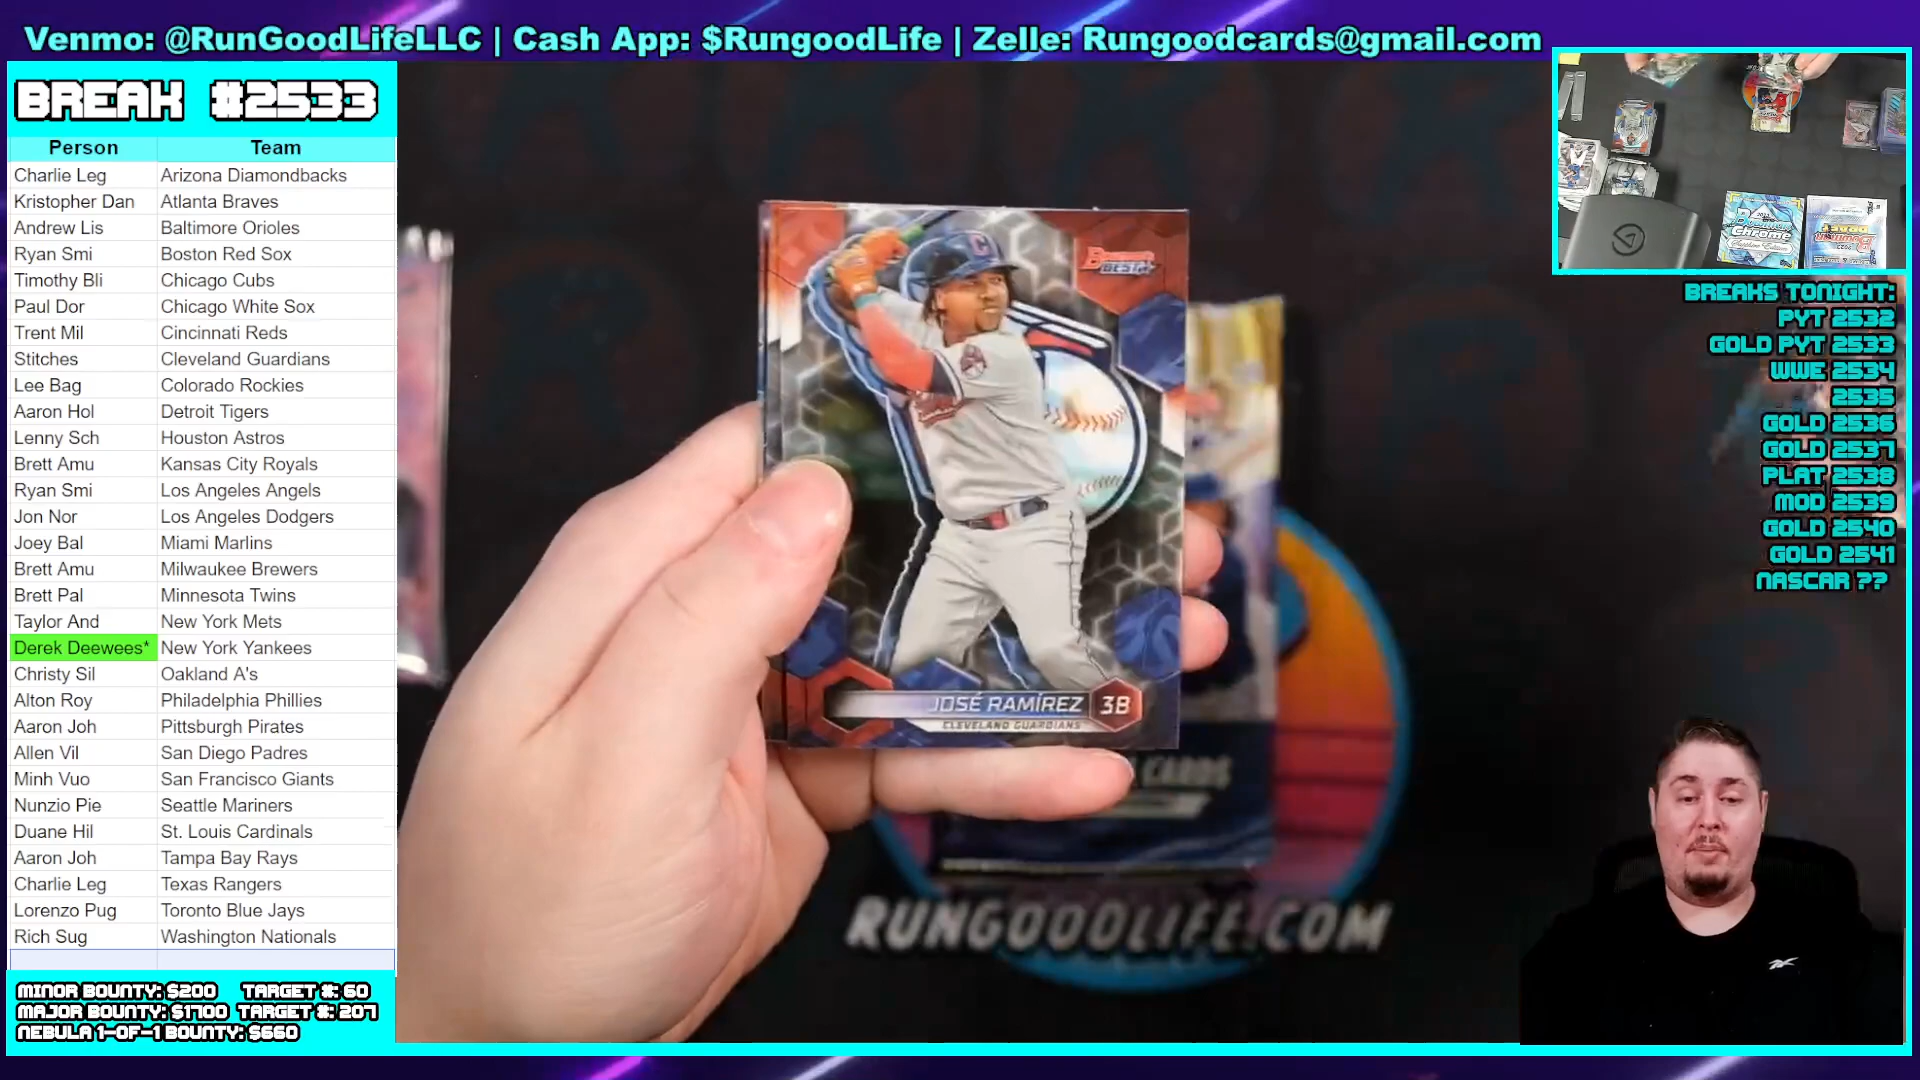 Venmo: @RunGoodLifeLLC | Cash App: $RungoodLife | Zelle: Rungoodcards@gmail.com
BREAK #2533
Person Team
Charlie Leg Arizona Diamondbacks
Kristopher Dan Atlanta Braves
Andrew Lis Baltimore Orioles
Ryan Smi Boston Red Sox
Timothy Bli Chicago Cubs
Paul Dor Chicago White Sox
Trent Mil Cincinnati Reds
Stitches Cleveland Guardians
Lee Bag Colorado Rockies
Aaron Hol Detroit Tigers
Lenny Sch Houston Astros
Brett Amu Kansas City Royals
Ryan Smi Los Angeles Angels
Jon Nor Los Angeles Dodgers
Joey Bal Miami Marlins
Brett Amu Milwaukee Brewers
Brett Pal Minnesota Twins
Taylor And New York Mets
Derek Deewees* New York Yankees
Christy Sil Oakland A's
Alton Roy Philadelphia Phillies
Aaron Joh Pittsburgh Pirates
Allen Vil San Diego Padres
Minh Vuo San Francisco Giants
Nunzio Pie Seattle Mariners
Duane Hil St. Louis Cardinals
Aaron Joh Tampa Bay Rays
Charlie Leg Texas Rangers
Lorenzo Pug Toronto Blue Jays
Rich Sug Washington Nationals
MINOR BOUNTY: $200 TARGET #: 60
MAJOR BOUNTY: $1700 TARGET #: 207
NEBULA 1-OF-1 BOUNTY: $660
C
BOWMAN'S
BEST
JOSÉ RAMÍREZ 3B
CLEVELAND GUARDIANS
CARDS
RUNGOODLIFE.COM
Bowman
Chrome
Sapphire Edition
BREAKS TONIGHT:
PYT 2532
GOLD PYT 2533
WWE 2534
2535
GOLD 2536
GOLD 2537
PLAT 2538
MOD 2539
GOLD 2540
GOLD 2541
NASCAR ??